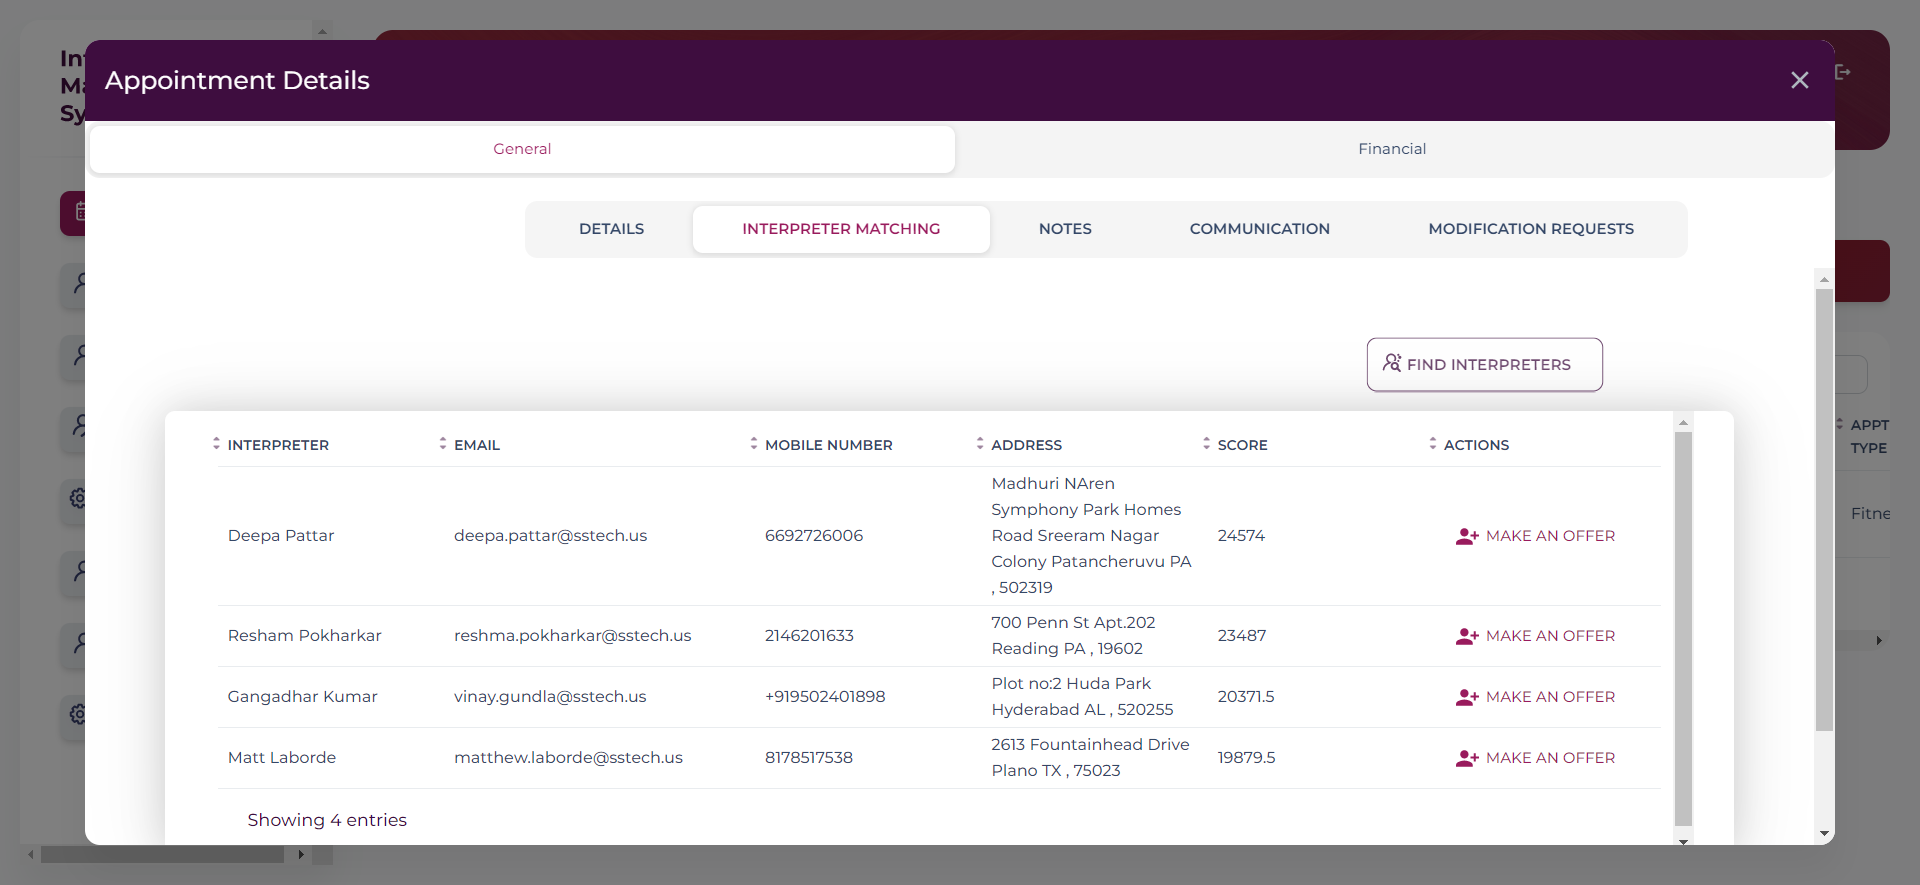 Appointment Details
General
Financial
DETAILS
INTERPRETER MATCHING
NOTES
COMMUNICATION
MODIFICATION REQUESTS
FIND INTERPRETERS
INTERPRETER EMAIL MOBILE NUMBER ADDRESS SCORE ACTIONS
Madhuri NAren
Symphony Park Homes
Deepa Pattar deepa.pattar@sstech.us 6692726006 Road Sreeram Nagar 24574 MAKE AN OFFER
Colony Patancheruvu PA
, 502319
700 Penn St Apt.202
Resham Pokharkar reshma.pokharkar@sstech.us 2146201633 23487 MAKE AN OFFER
Reading PA , 19602
Plot no:2 Huda Park
Gangadhar Kumar vinay.gundla@sstech.us +919502401898 20371.5 MAKE AN OFFER
Hyderabad AL , 520255
2613 Fountainhead Drive
Matt Laborde matthew.laborde@sstech.us 8178517538 19879.5 MAKE AN OFFER
Plano TX , 75023
Showing 4 entries
APPT
TYPE